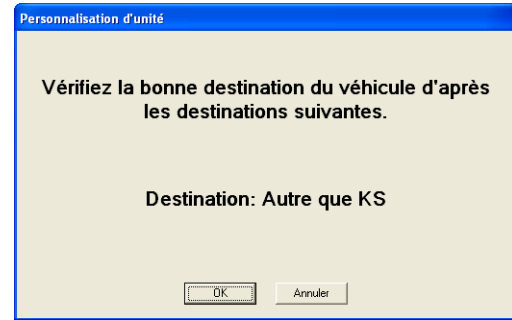 Personnalisation d'unité
Vérifiez la bonne destination du véhicule d'après
les destinations suivantes.
Destination: Autre que KS
OK
Annuler